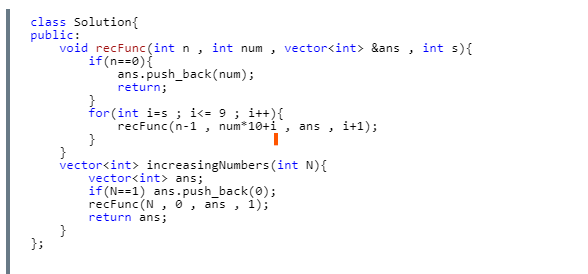 class Solution{
public:
    void recFunc(int n , int num , vector<int> &ans , int s){
        if(n==0){
            ans.push_back(num);
            return;
        }
        for(int i=s ; i<= 9 ; i++){
            recFunc(n-1 , num*10+i , ans , i+1);
        }
    }
    vector<int> increasingNumbers(int N){
        vector<int> ans;
        if(N==1) ans.push_back(0);
        recFunc(N , 0 , ans , 1);
        return ans;
    }
};